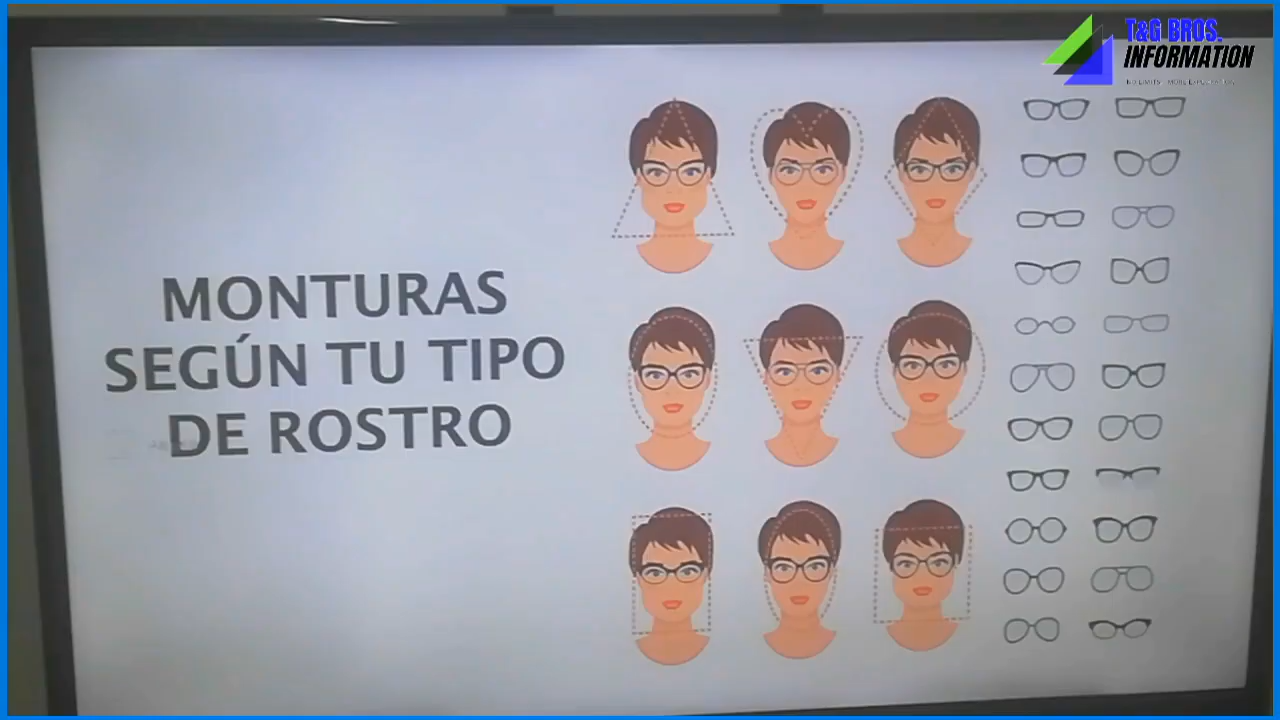 T&G BROS.
INFORMATION
MONTURAS
SEGÚN TU TIPO
DE ROSTRO